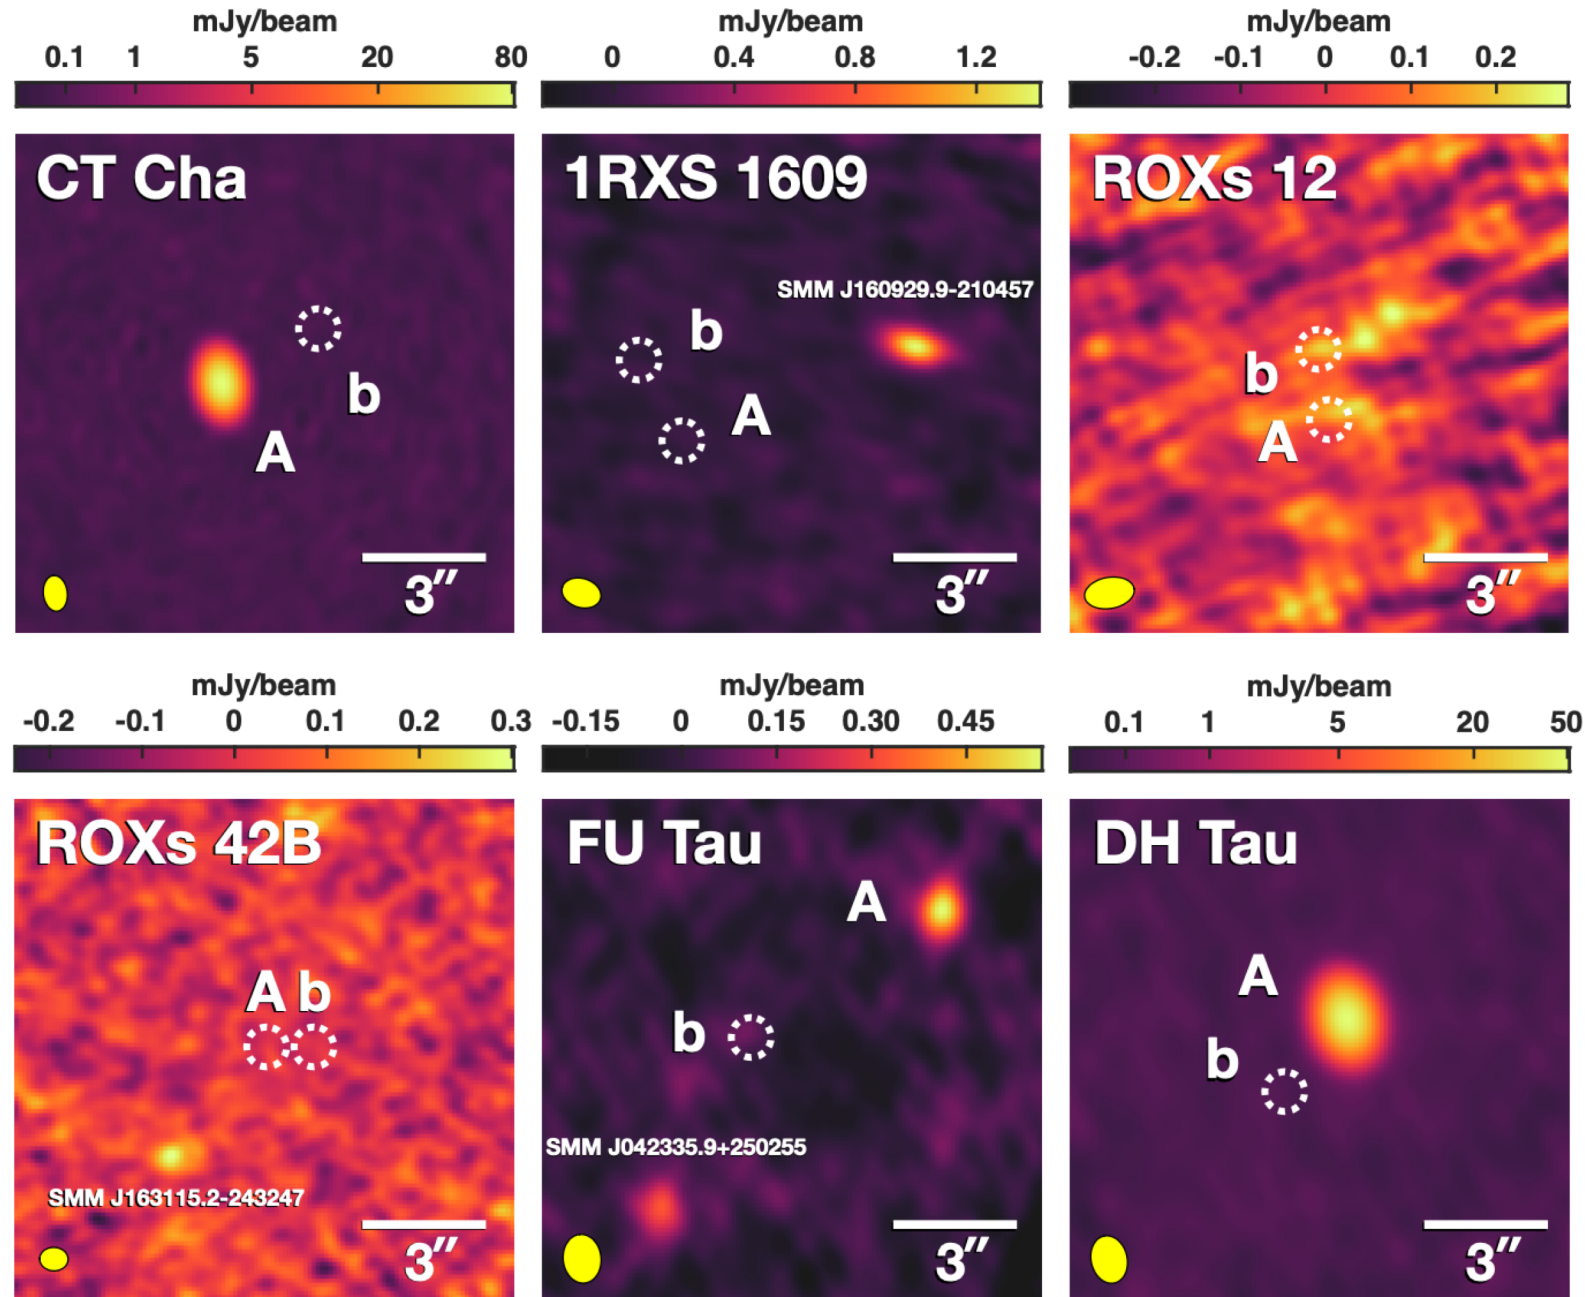 mJy/beam
0.1 1 5 20 80
CT Cha
b
A
3″
mJy/beam
0 0.4 0.8 1.2
1RXS 1609
SMM J160929.9-210457
b
A
3″
mJy/beam
-0.2 -0.1 0 0.1 0.2
ROXs 12
b
A
3″
mJy/beam
-0.2 -0.1 0 0.1 0.2 0.3
ROXs 42B
A b
SMM J163115.2-243247
3″
mJy/beam
-0.15 0 0.15 0.30 0.45
FU Tau
A
b
SMM J042335.9+250255
3″
mJy/beam
0.1 1 5 20 50
DH Tau
A
b
3″